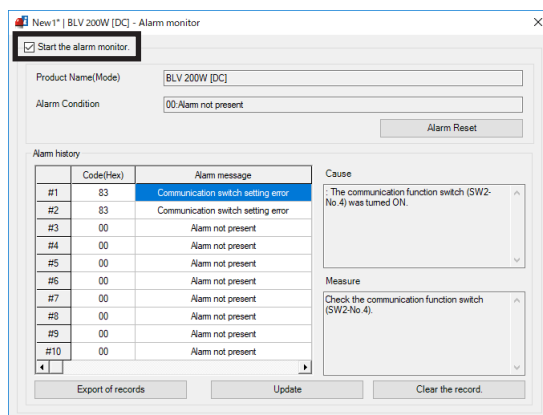 New1* | BLV 200W [DC] - Alarm monitor
Start the alarm monitor.
Product Name(Mode) BLV 200W [DC]
Alarm Condition 00:Alarm not present
Alarm Reset
Alarm history
Code(Hex) Alarm message
#1 83 Communication switch setting error
#2 83 Communication switch setting error
#3 00 Alarm not present
#4 00 Alarm not present
#5 00 Alarm not present
#6 00 Alarm not present
#7 00 Alarm not present
#8 00 Alarm not present
#9 00 Alarm not present
#10 00 Alarm not present
Cause
: The communication function switch (SW2-
No.4) was turned ON.
Measure
Check the communication function switch
(SW2-No.4).
Export of records Update Clear the record.